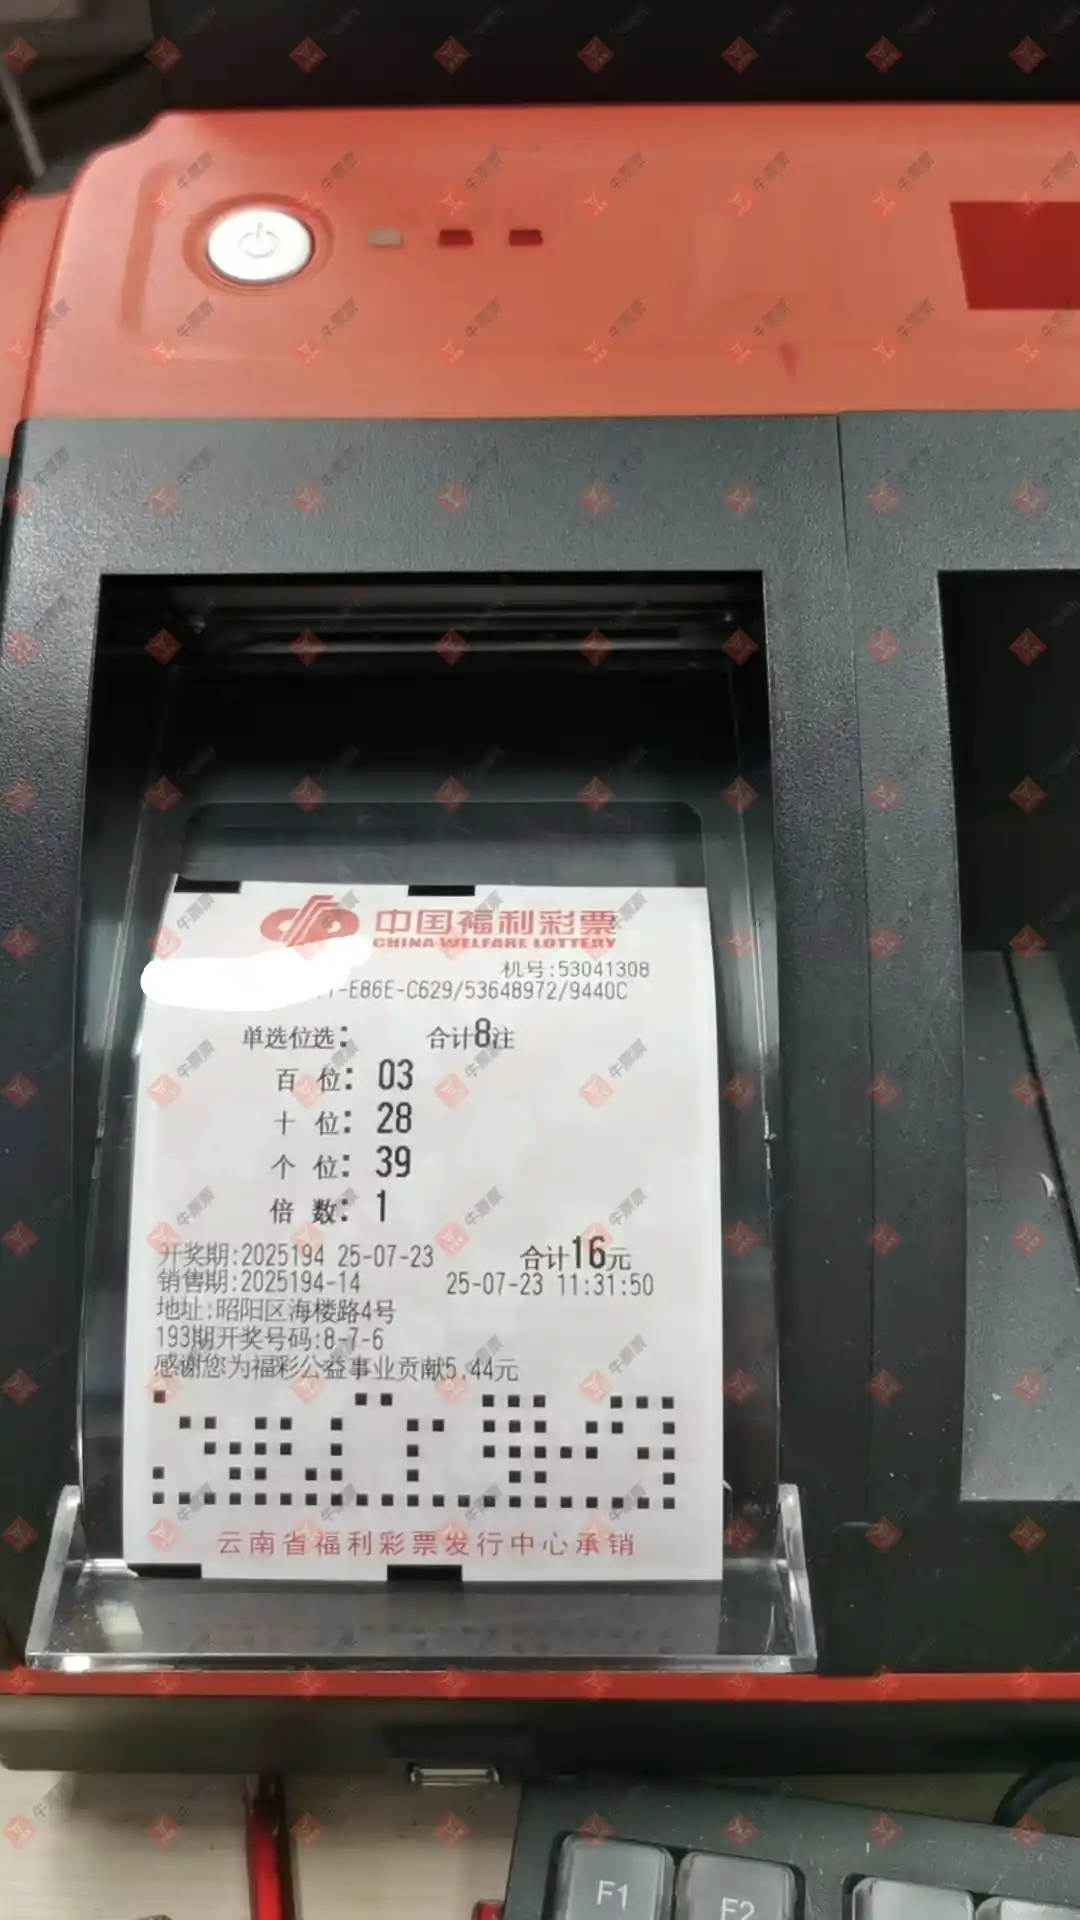 中国福利彩票
CHINA WELFARE LOTTERY
机号:53041308
-E86E-C629/53648972/9440C
单选位选: 合计8注
百 位: 03
十 位: 28
个 位: 39
倍 数: 1
开奖期:2025194 25-07-23 合计16元
销售期:2025194-14 25-07-23 11:31:50
地址:昭阳区海楼路4号
193期开奖号码:8-7-6
感谢您为福彩公益事业贡献5.44元
云南省福利彩票发行中心承销
F1
F2
牛票票